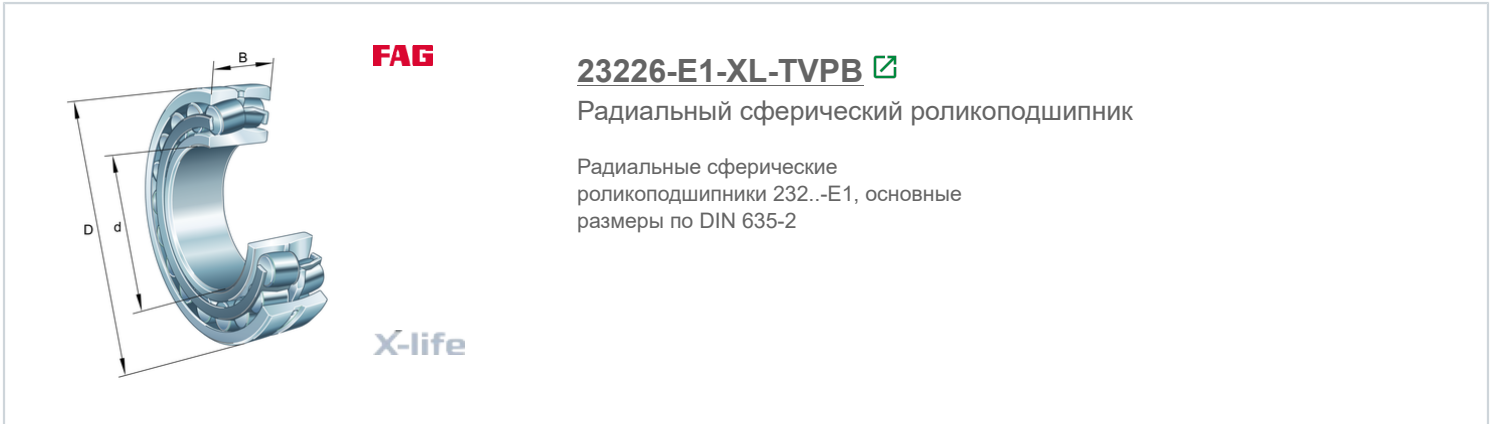 B
FAG
23226-E1-XL-TVPB
Радиальный сферический роликоподшипник
Радиальные сферические
роликоподшипники 232..-E1, основные
размеры по DIN 635-2
D
d
X-life